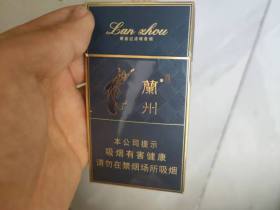 Lan zhou
蘭
州
本公司提示
吸烟有害健康
请勿在禁烟场所吸烟